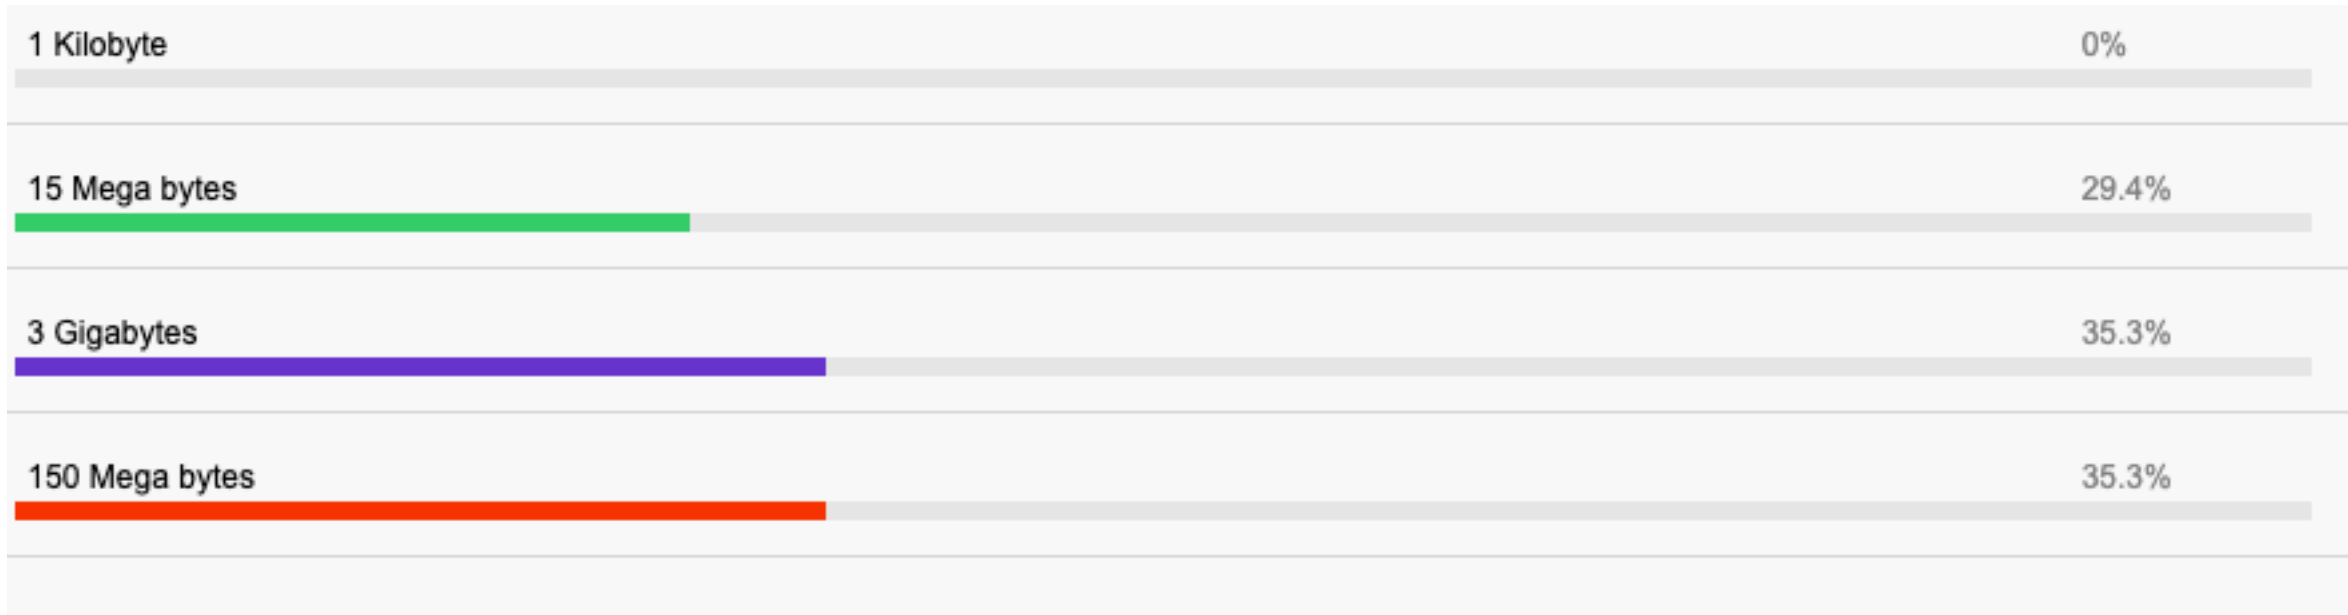 1 Kilobyte 0%
15 Mega bytes 29.4%
3 Gigabytes 35.3%
150 Mega bytes 35.3%